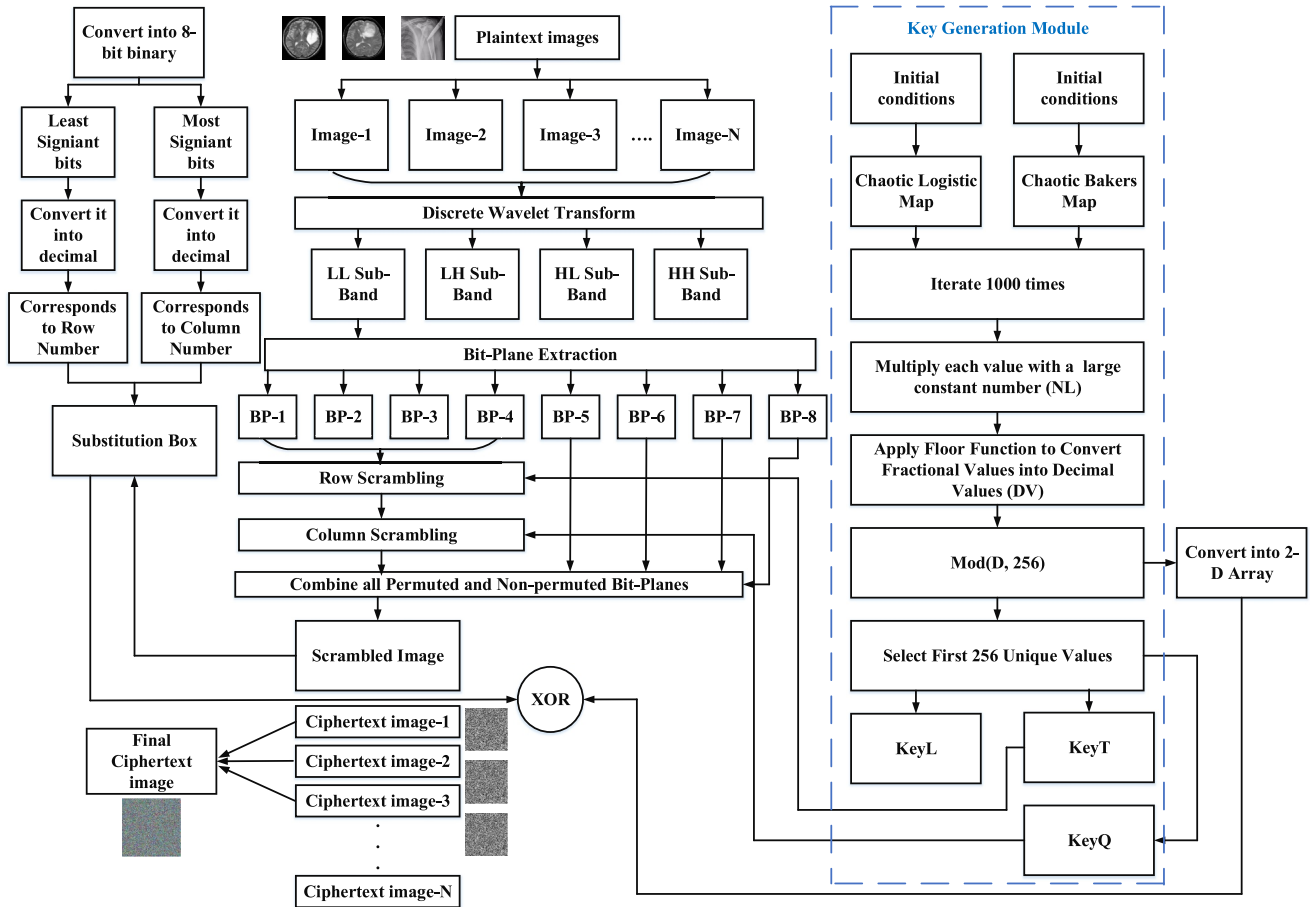 Convert into 8-
bit binary
Least
Signiant
bits
Most
Signiant
bits
Convert it
into
decimal
Convert it
into
decimal
Corresponds
to Row
Number
Corresponds
to Column
Number
Substitution Box
Plaintext images
Image-1
Image-2
Image-3
....
Image-N
Discrete Wavelet Transform
LL Sub-
Band
LH Sub-
Band
HL Sub-
Band
HH Sub-
Band
Bit-Plane Extraction
BP-1
BP-2
BP-3
BP-4
BP-5
BP-6
BP-7
BP-8
Row Scrambling
Column Scrambling
Combine all Permuted and Non-permuted Bit-Planes
Scrambled Image
XOR
Ciphertext image-1
Ciphertext image-2
Ciphertext image-3
.
.
.
.
Ciphertext image-N
Final
Ciphertext
image
Key Generation Module
Initial
conditions
Initial
conditions
Chaotic Logistic
Map
Chaotic Bakers
Map
Iterate 1000 times
Multiply each value with a large
constant number (NL)
Apply Floor Function to Convert
Fractional Values into Decimal
Values (DV)
Mod(D, 256)
Convert into 2-
D Array
Select First 256 Unique Values
KeyL
KeyT
KeyQ